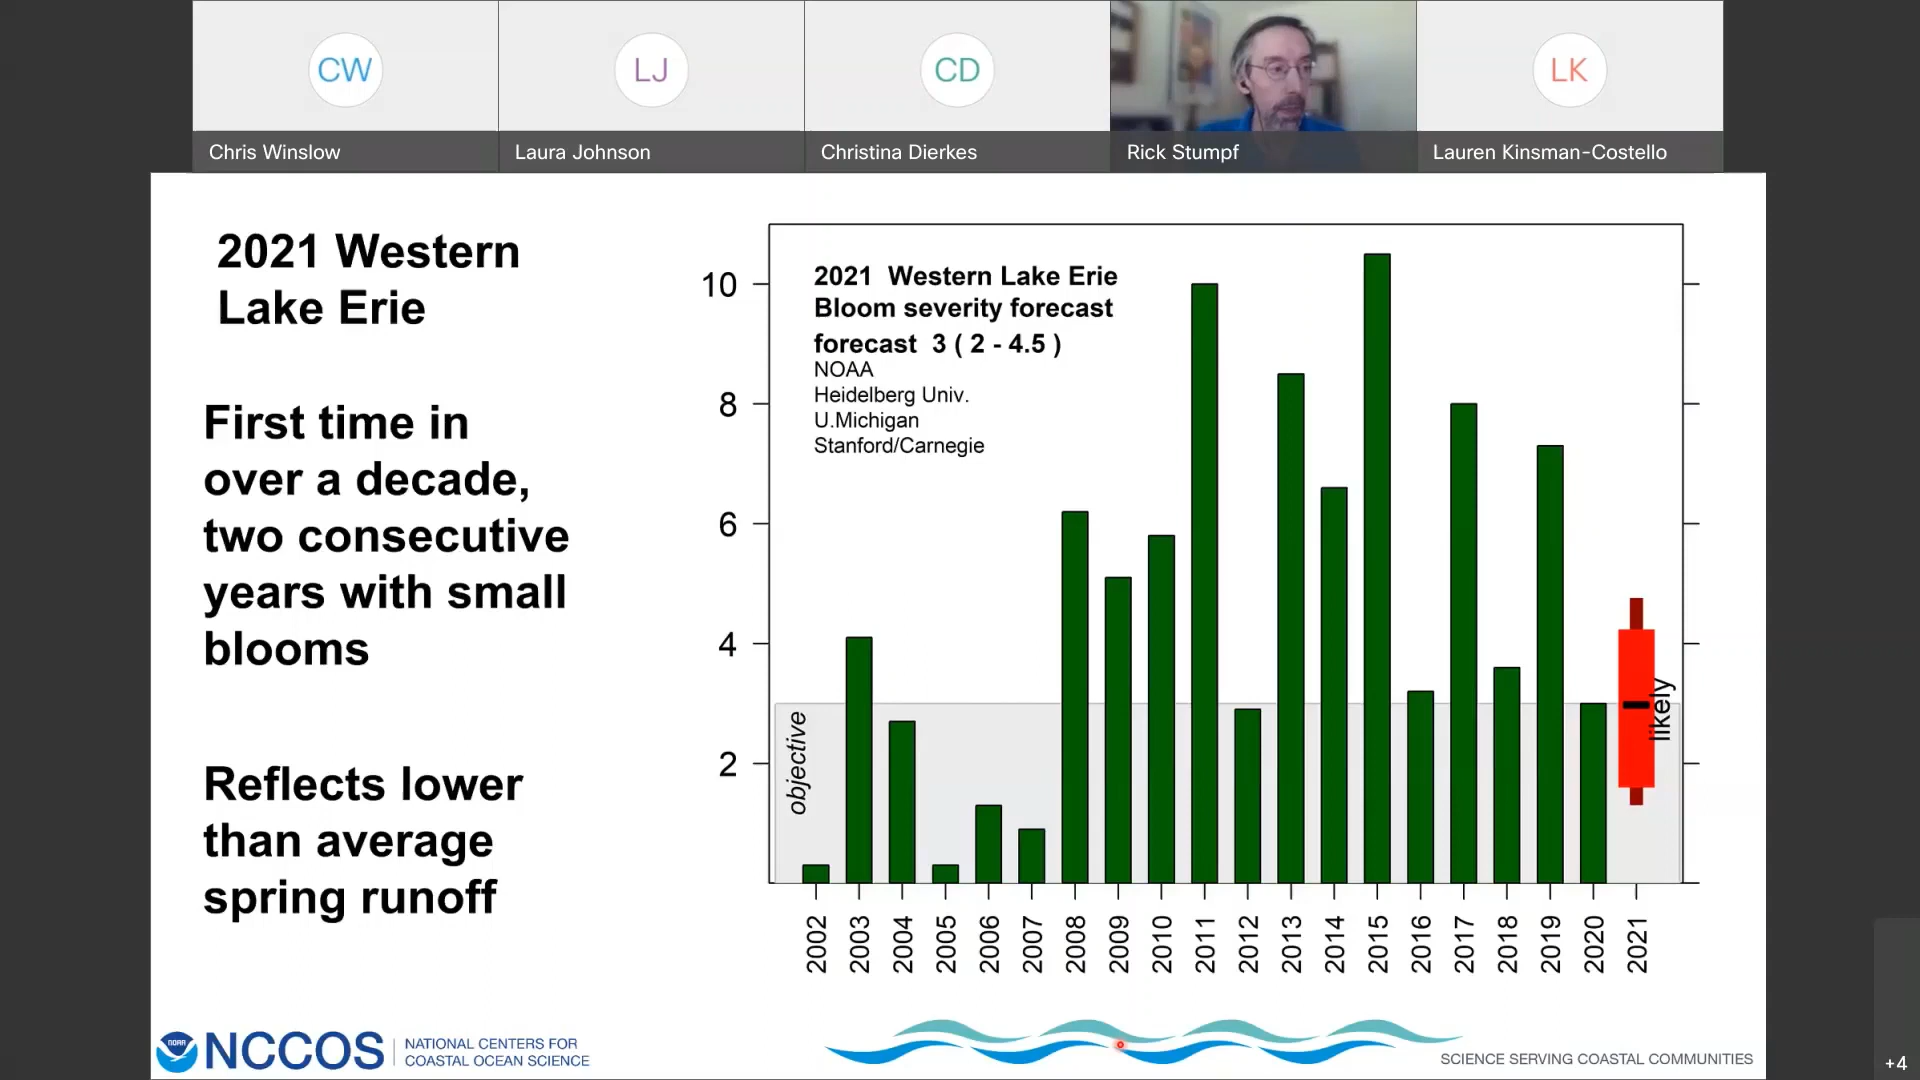 CW
LJ
CD
LK
Chris Winslow
Laura Johnson
Christina Dierkes
Rick Stumpf
Lauren Kinsman-Costello
2021 Western
Lake Erie
First time in
over a decade,
two consecutive
years with small
blooms
Reflects lower
than average
spring runoff
2021 Western Lake Erie
Bloom severity forecast
forecast 3 ( 2 - 4.5 )
NOAA
Heidelberg Univ.
U.Michigan
Stanford/Carnegie
10
8
6
4
2
objective
likely
2002
2003
2004
2005
2006
2007
2008
2009
2010
2011
2012
2013
2014
2015
2016
2017
2018
2019
2020
2021
NOAA
NCCOS
NATIONAL CENTERS FOR
COASTAL OCEAN SCIENCE
SCIENCE SERVING COASTAL COMMUNITIES
+4